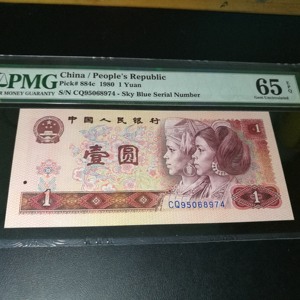 PMG
PAPER MONEY GUARANTY
China / People's Republic
Pick# 884c 1980 1 Yuan
S/N CQ95068974 - Sky Blue Serial Number
65 EPQ
Gem Uncirculated
中国人民银行
1
壹圆
1
CQ95068974